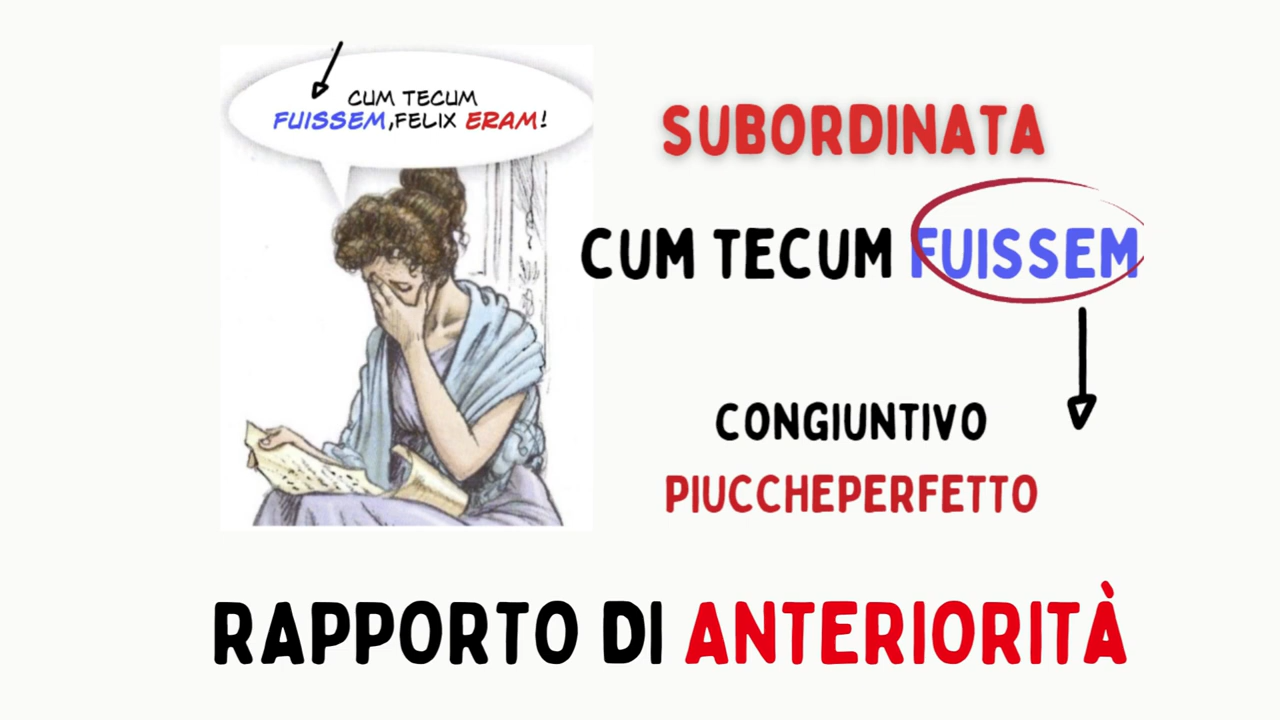 CUM TECUM
FUISSEM,FELIX ERAM!
SUBORDINATA
CUM TECUM FUISSEM
CONGIUNTIVO
PIUCCHEPERFETTO
RAPPORTO DI ANTERIORITÀ